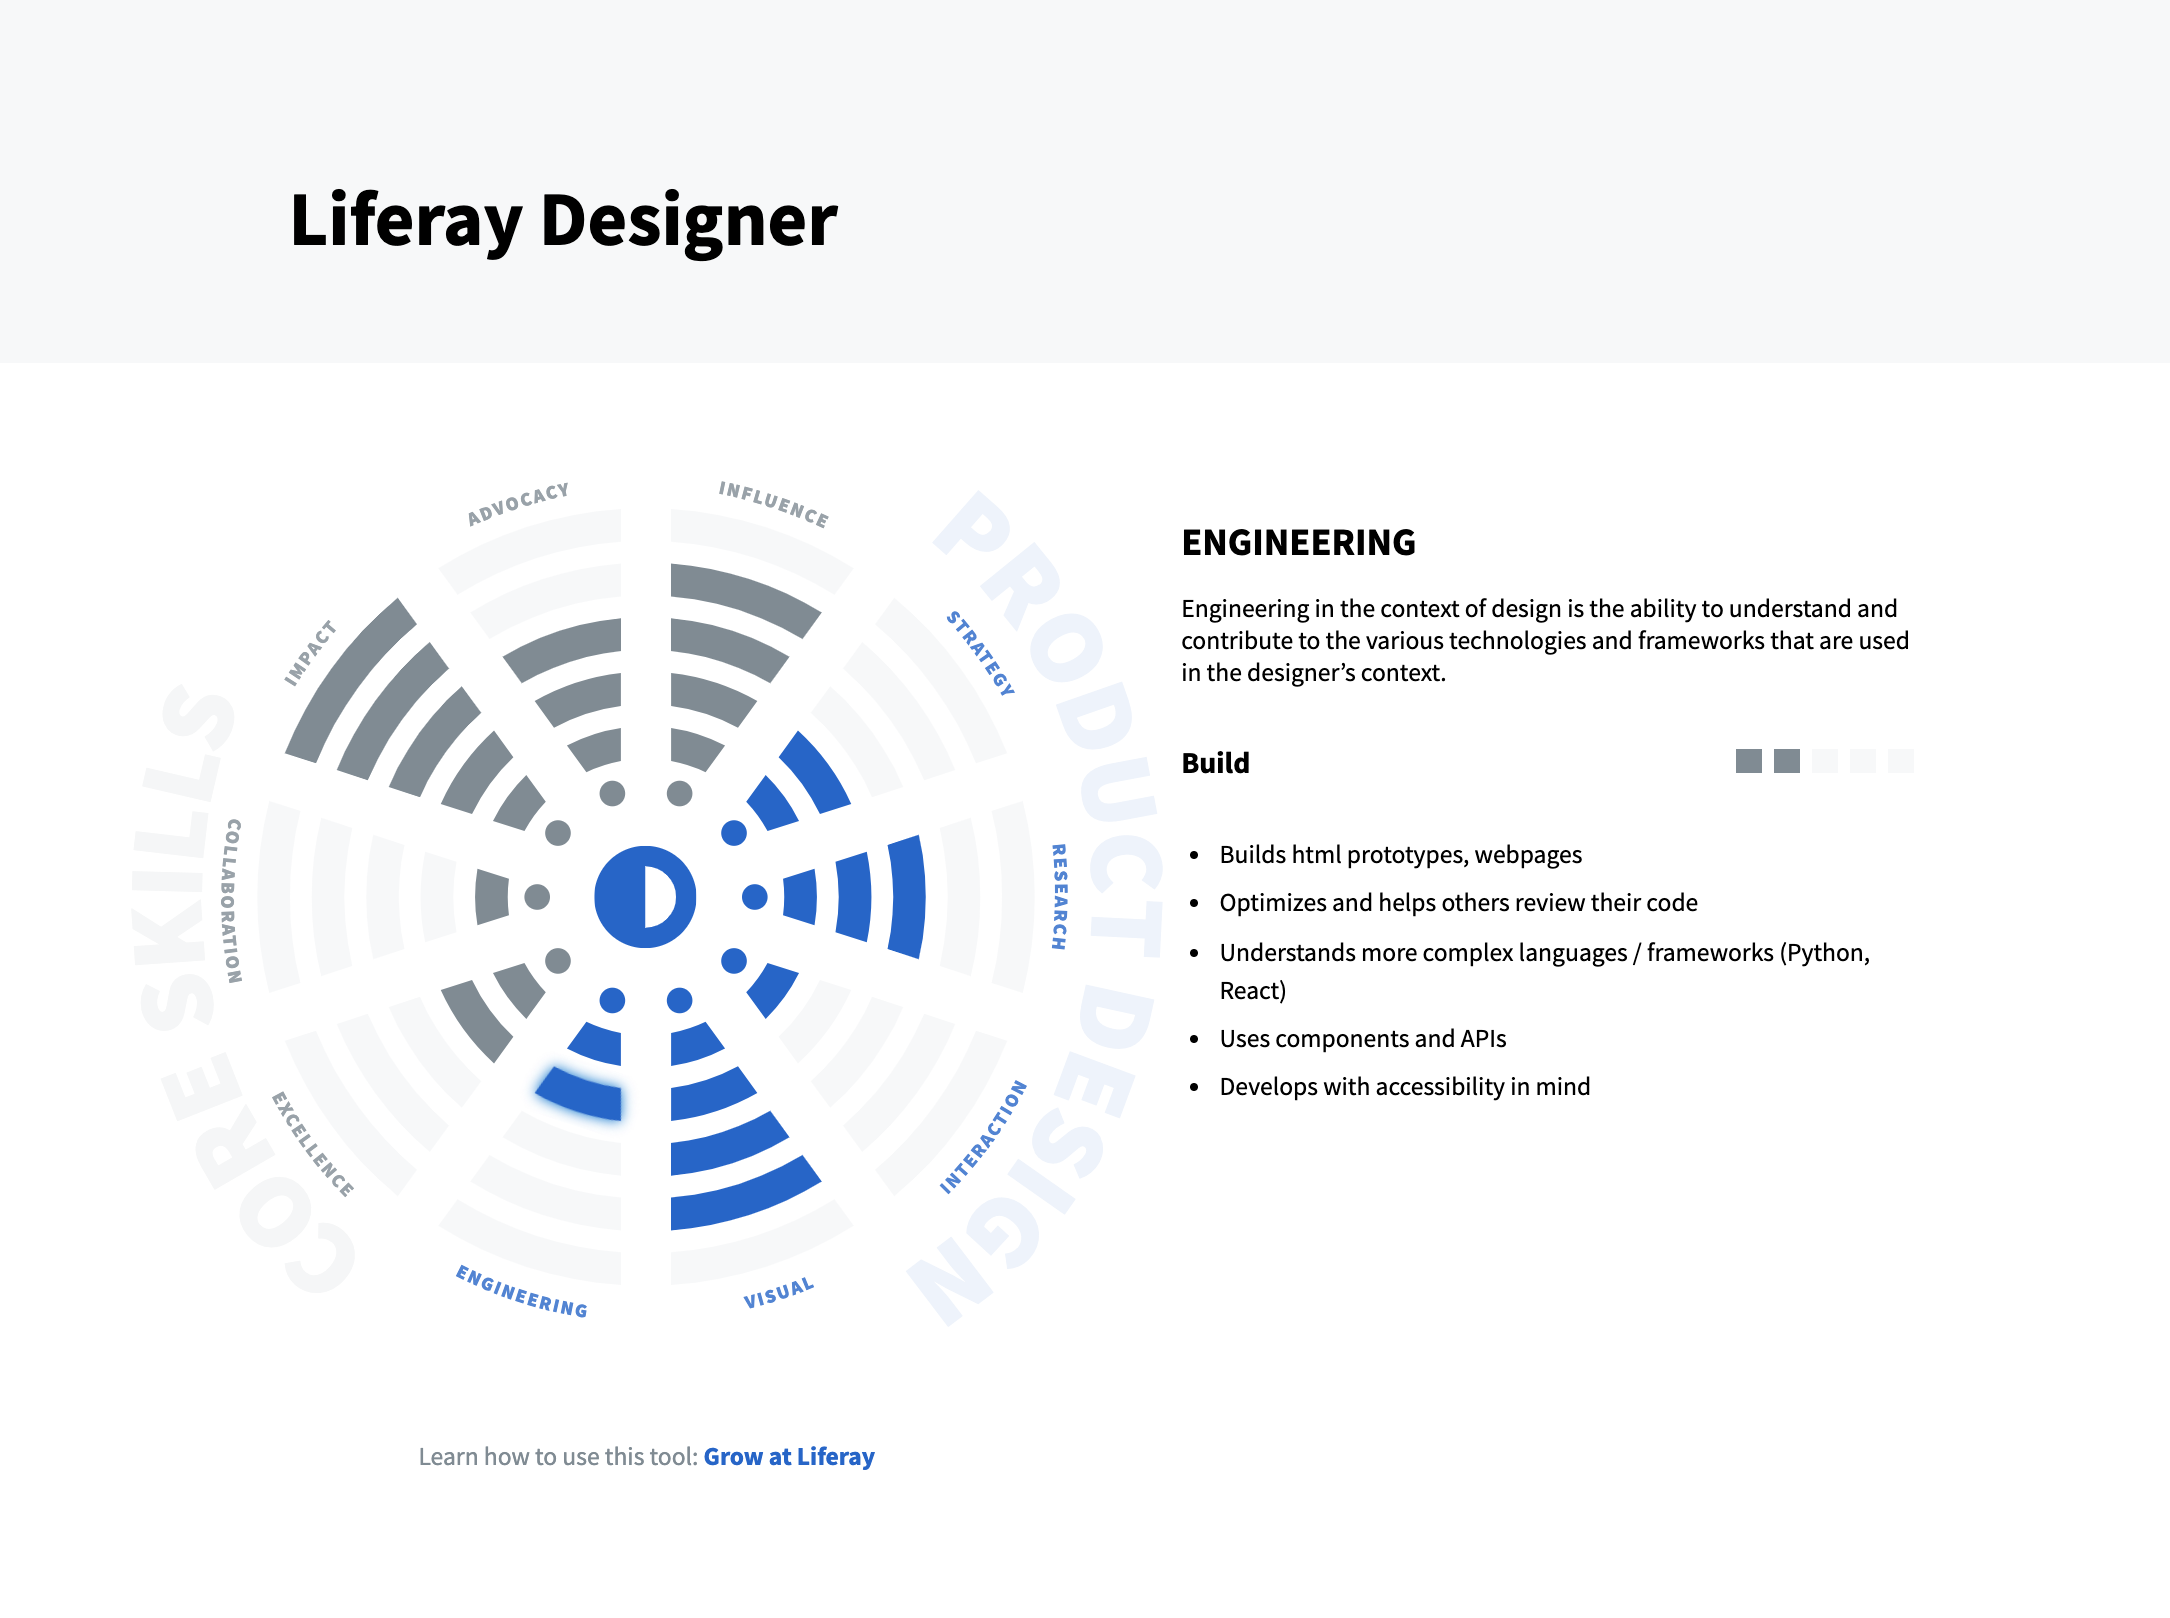 Liferay Designer
ADVOCACY
INFLUENCE
IMPACT
STRATEGY
COLLABORATION
RESEARCH
EXCELLENCE
INTERACTION
ENGINEERING
VISUAL
CORE SKILLS
PRODUCT DESIGN
ENGINEERING
Engineering in the context of design is the ability to understand and
contribute to the various technologies and frameworks that are used
in the designer’s context.
Build
• Builds html prototypes, webpages
• Optimizes and helps others review their code
• Understands more complex languages / frameworks (Python,
React)
• Uses components and APIs
• Develops with accessibility in mind
Learn how to use this tool: Grow at Liferay